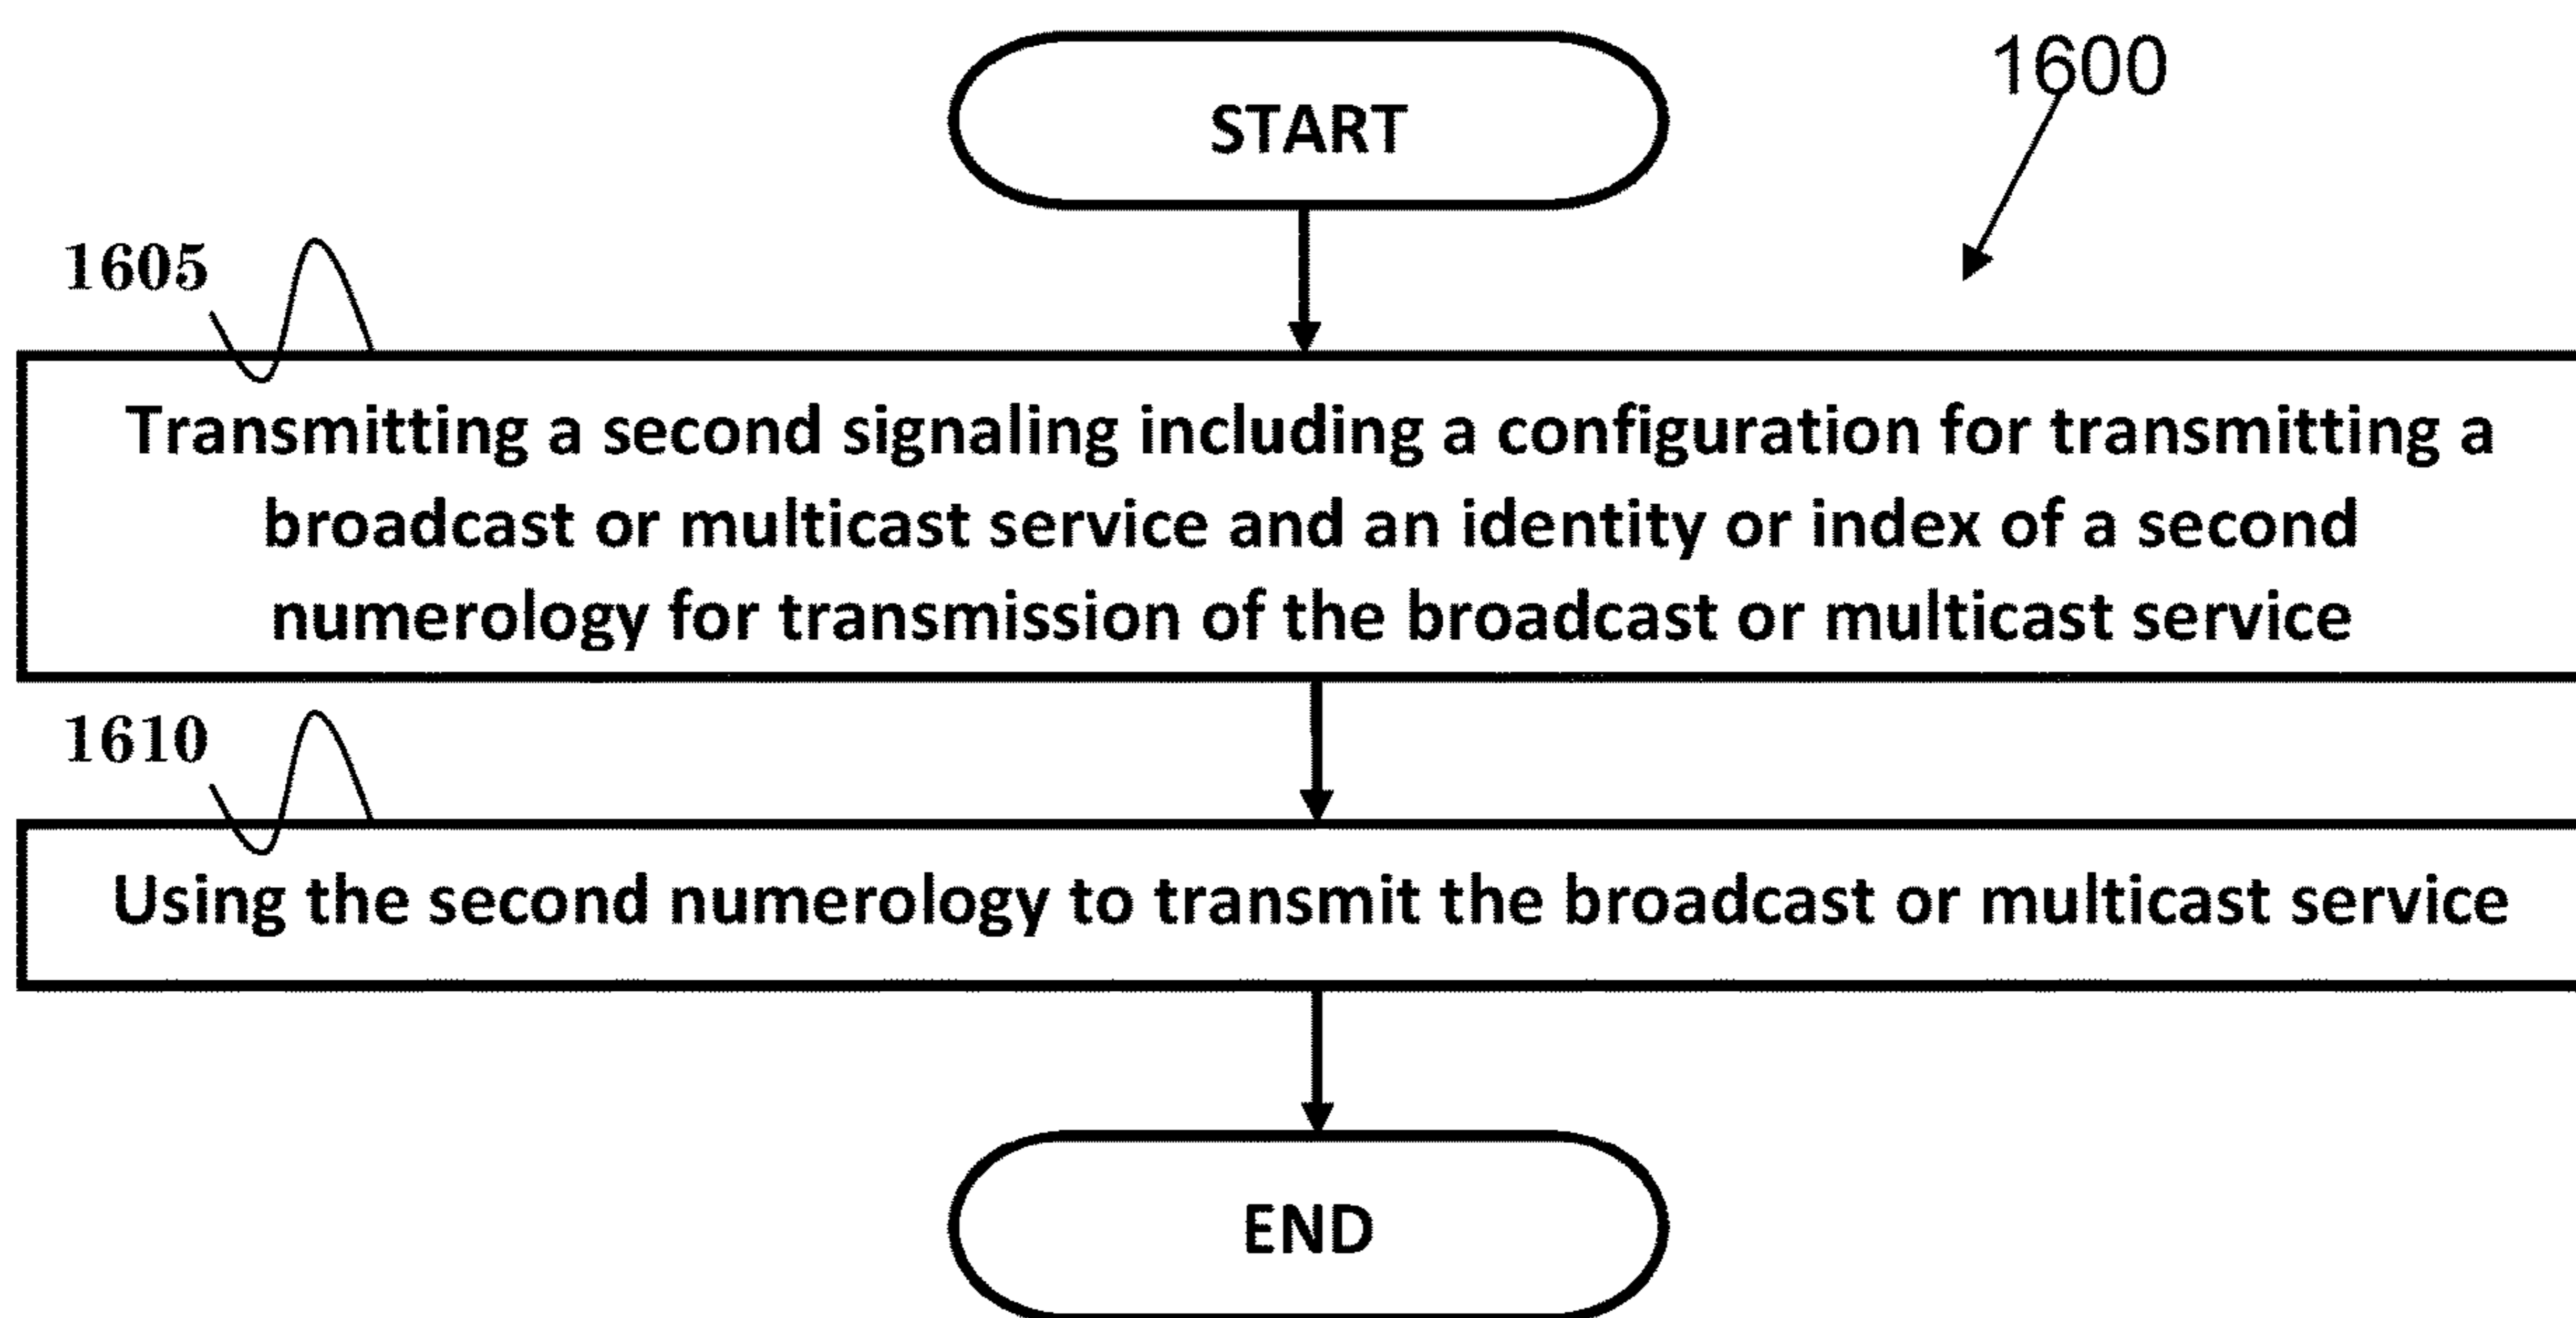 START
1600
1605
Transmitting a second signaling including a configuration for transmitting a
broadcast or multicast service and an identity or index of a second
numerology for transmission of the broadcast or multicast service
1610
Using the second numerology to transmit the broadcast or multicast service
END